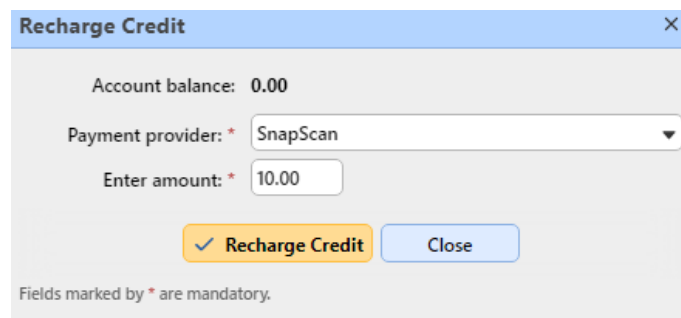 Recharge Credit
Account balance: 0.00
Payment provider: * SnapScan
Enter amount: * 10.00
Recharge Credit Close
Fields marked by * are mandatory.